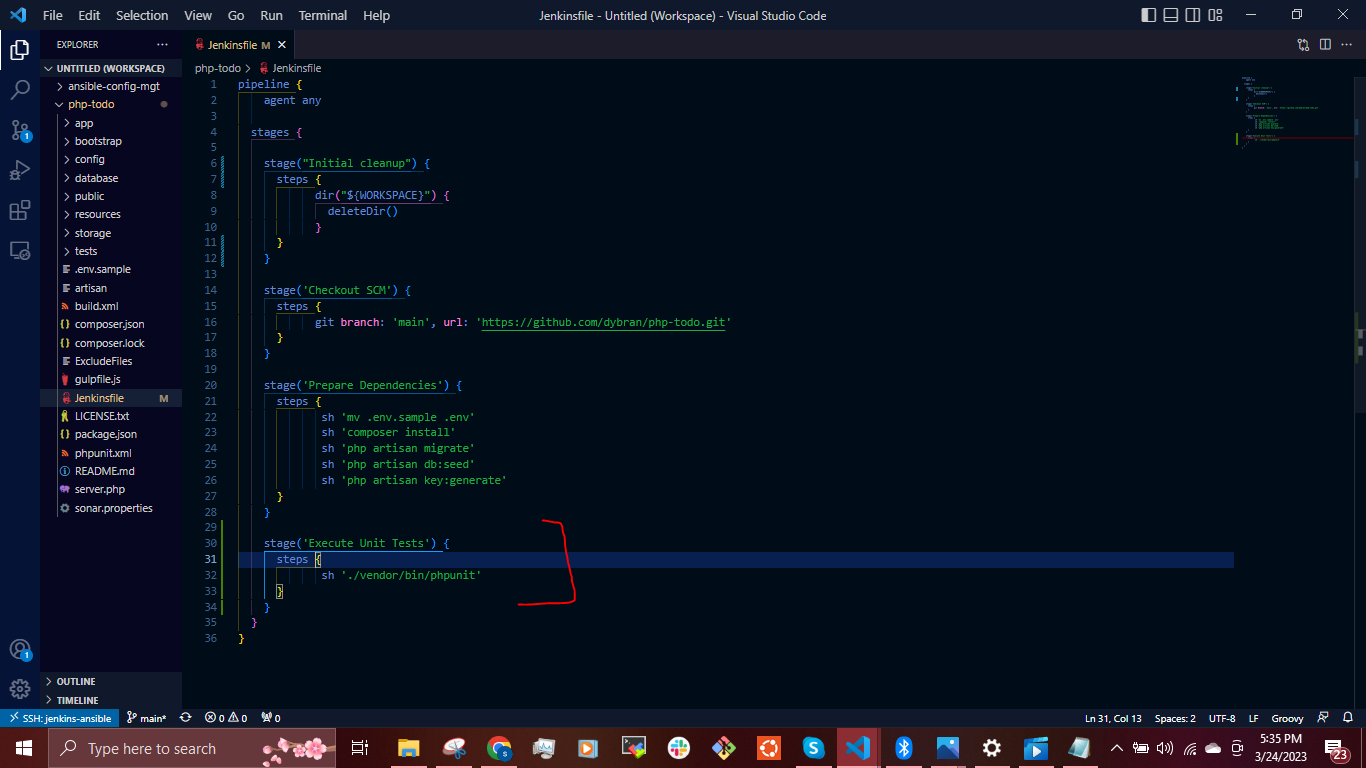 File Edit Selection View Go Run Terminal Help
Jenkinsfile - Untitled (Workspace) - Visual Studio Code
EXPLORER
UNTITLED (WORKSPACE)
ansible-config-mgt
php-todo
app
bootstrap
config
database
public
resources
storage
tests
.env.sample
artisan
build.xml
composer.json
composer.lock
ExcludeFiles
gulpfile.js
Jenkinsfile M
LICENSE.txt
package.json
phpunit.xml
README.md
server.php
sonar.properties
OUTLINE
TIMELINE
1
1
Jenkinsfile M
php-todo > Jenkinsfile
1 pipeline {
2 agent any
3
4 stages {
5
6 stage("Initial cleanup") {
7 steps {
8 dir("${WORKSPACE}") {
9 deleteDir()
10 }
11 }
12 }
13
14 stage('Checkout SCM') {
15 steps {
16 git branch: 'main', url: 'https://github.com/dybran/php-todo.git'
17 }
18 }
19
20 stage('Prepare Dependencies') {
21 steps {
22 sh 'mv .env.sample .env'
23 sh 'composer install'
24 sh 'php artisan migrate'
25 sh 'php artisan db:seed'
26 sh 'php artisan key:generate'
27 }
28 }
29
30 stage('Execute Unit Tests') {
31 steps {
32 sh './vendor/bin/phpunit'
33 }
34 }
35 }
36 }
SSH: jenkins-ansible main* 0 0 0
Ln 31, Col 13 Spaces: 2 UTF-8 LF Groovy
Type here to search
5:35 PM
3/24/2023
23